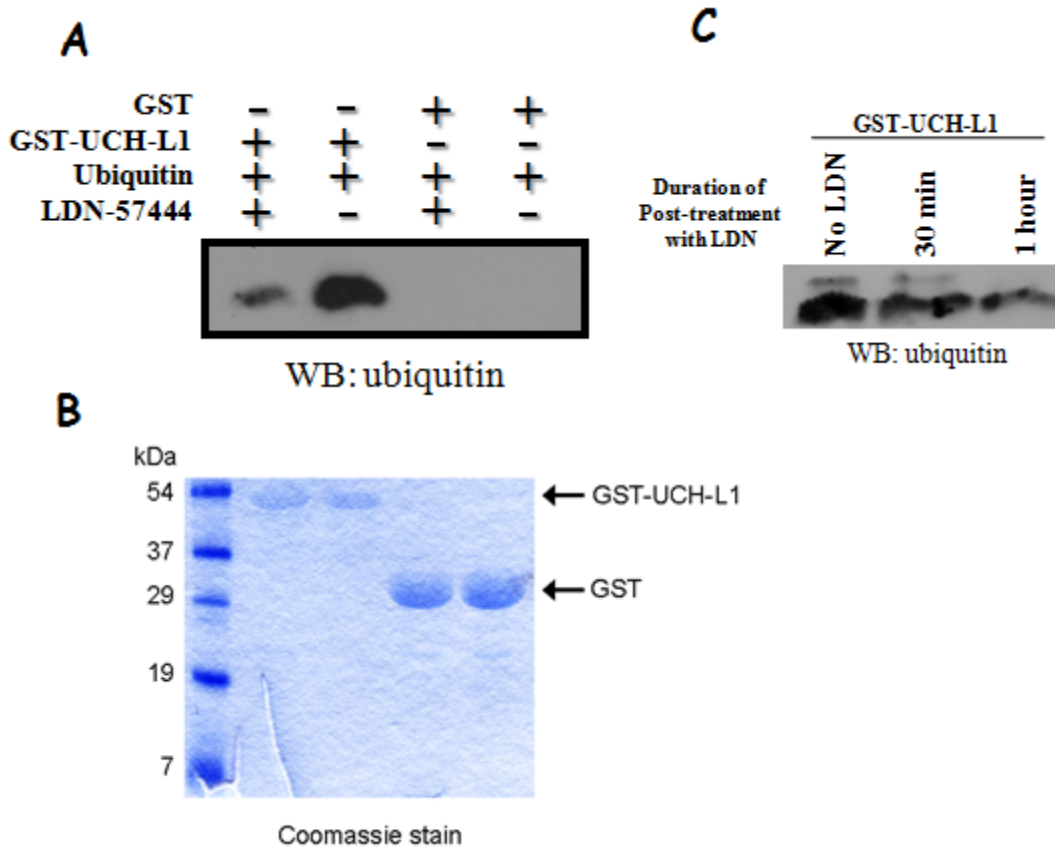 A
GST - - + +
GST-UCH-L1 + + - -
Ubiquitin + + + +
LDN-57444 + - + -
WB: ubiquitin
C
GST-UCH-L1
Duration of
Post-treatment
with LDN
No LDN
30 min
1 hour
WB: ubiquitin
B
kDa
54
37
29
19
7
GST-UCH-L1
GST
Coomassie stain